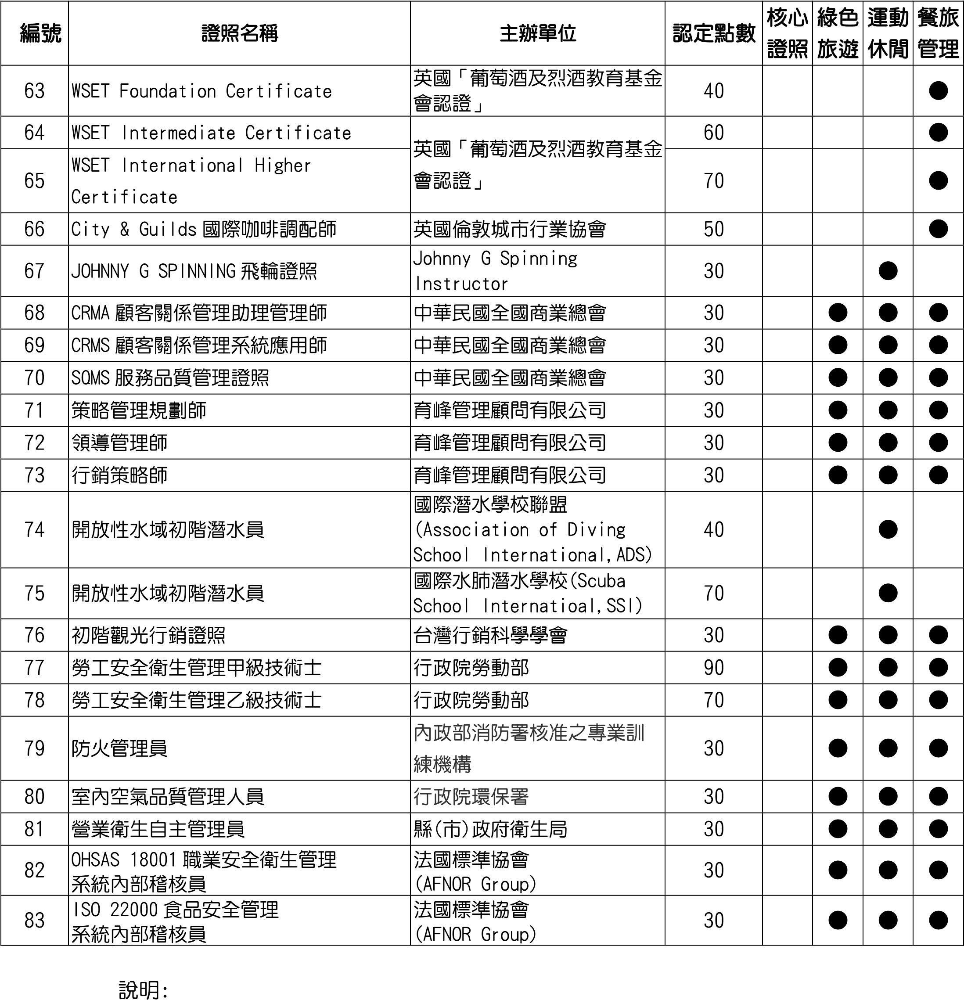 編號 證照名稱 主辦單位 認定點數 核心證照 綠色旅遊 運動休閒 餐旅管理
63 WSET Foundation Certificate 英國「葡萄酒及烈酒教育基金
會認證」 40 ●
64 WSET Intermediate Certificate 60 ●
英國「葡萄酒及烈酒教育基金
會認證」
65 WSET International Higher
Certificate 70 ●
66 City & Guilds 國際咖啡調配師 英國倫敦城市行業協會 50 ●
67 JOHNNY G SPINNING 飛輪證照 Johnny G Spinning
Instructor 30 ●
68 CRMA 顧客關係管理助理管理師 中華民國全國商業總會 30 ● ● ●
69 CRMS 顧客關係管理系統應用師 中華民國全國商業總會 30 ● ● ●
70 SQMS 服務品質管理證照 中華民國全國商業總會 30 ● ● ●
71 策略管理規劃師 育峰管理顧問有限公司 30 ● ● ●
72 領導管理師 育峰管理顧問有限公司 30 ● ● ●
73 行銷策略師 育峰管理顧問有限公司 30 ● ● ●
74 開放性水域初階潛水員 國際潛水學校聯盟
(Association of Diving
School International,ADS) 40 ●
75 開放性水域初階潛水員 國際水肺潛水學校(Scuba
School Internatioal,SSI) 70 ●
76 初階觀光行銷證照 台灣行銷科學學會 30 ● ● ●
77 勞工安全衛生管理甲級技術士 行政院勞動部 90 ● ● ●
78 勞工安全衛生管理乙級技術士 行政院勞動部 70 ● ● ●
79 防火管理員 內政部消防署核准之專業訓
練機構 30 ● ● ●
80 室內空氣品質管理人員 行政院環保署 30 ● ● ●
81 營業衛生自主管理員 縣(市)政府衛生局 30 ● ● ●
82 OHSAS 18001 職業安全衛生管理
系統內部稽核員 法國標準協會
(AFNOR Group) 30 ● ● ●
83 ISO 22000 食品安全管理
系統內部稽核員 法國標準協會
(AFNOR Group) 30 ● ● ●
說明: